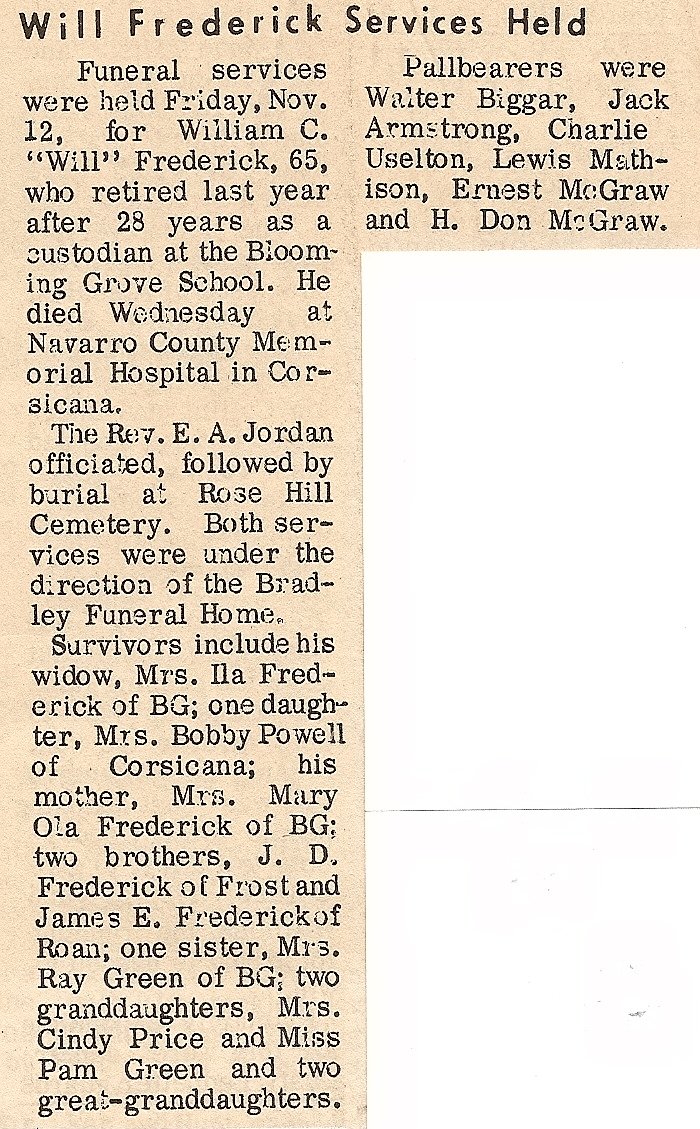 Will Frederick Services Held
Funeral services
were held Friday, Nov.
12, for William C.
"Will" Frederick, 65,
who retired last year
after 28 years as a
custodian at the Bloom-
ing Grove School. He
died Wednesday at
Navarro County Mem-
orial Hospital in Cor-
sicana.
The Rev. E. A. Jordan
officiated, followed by
burial at Rose Hill
Cemetery. Both ser-
vices were under the
direction of the Brad-
ley Funeral Home.
Survivors include his
widow, Mrs. Ila Fred-
erick of BG; one daugh-
ter, Mrs. Bobby Powell
of Corsicana; his
mother, Mrs. Mary
Ola Frederick of BG;
two brothers, J. D.
Frederick of Frost and
James E. Frederick of
Roan; one sister, Mrs.
Ray Green of BG; two
granddaughters, Mrs.
Cindy Price and Miss
Pam Green and two
great-granddaughters.
Pallbearers were
Walter Biggar, Jack
Armstrong, Charlie
Uselton, Lewis Math-
ison, Ernest McGraw
and H. Don McGraw.